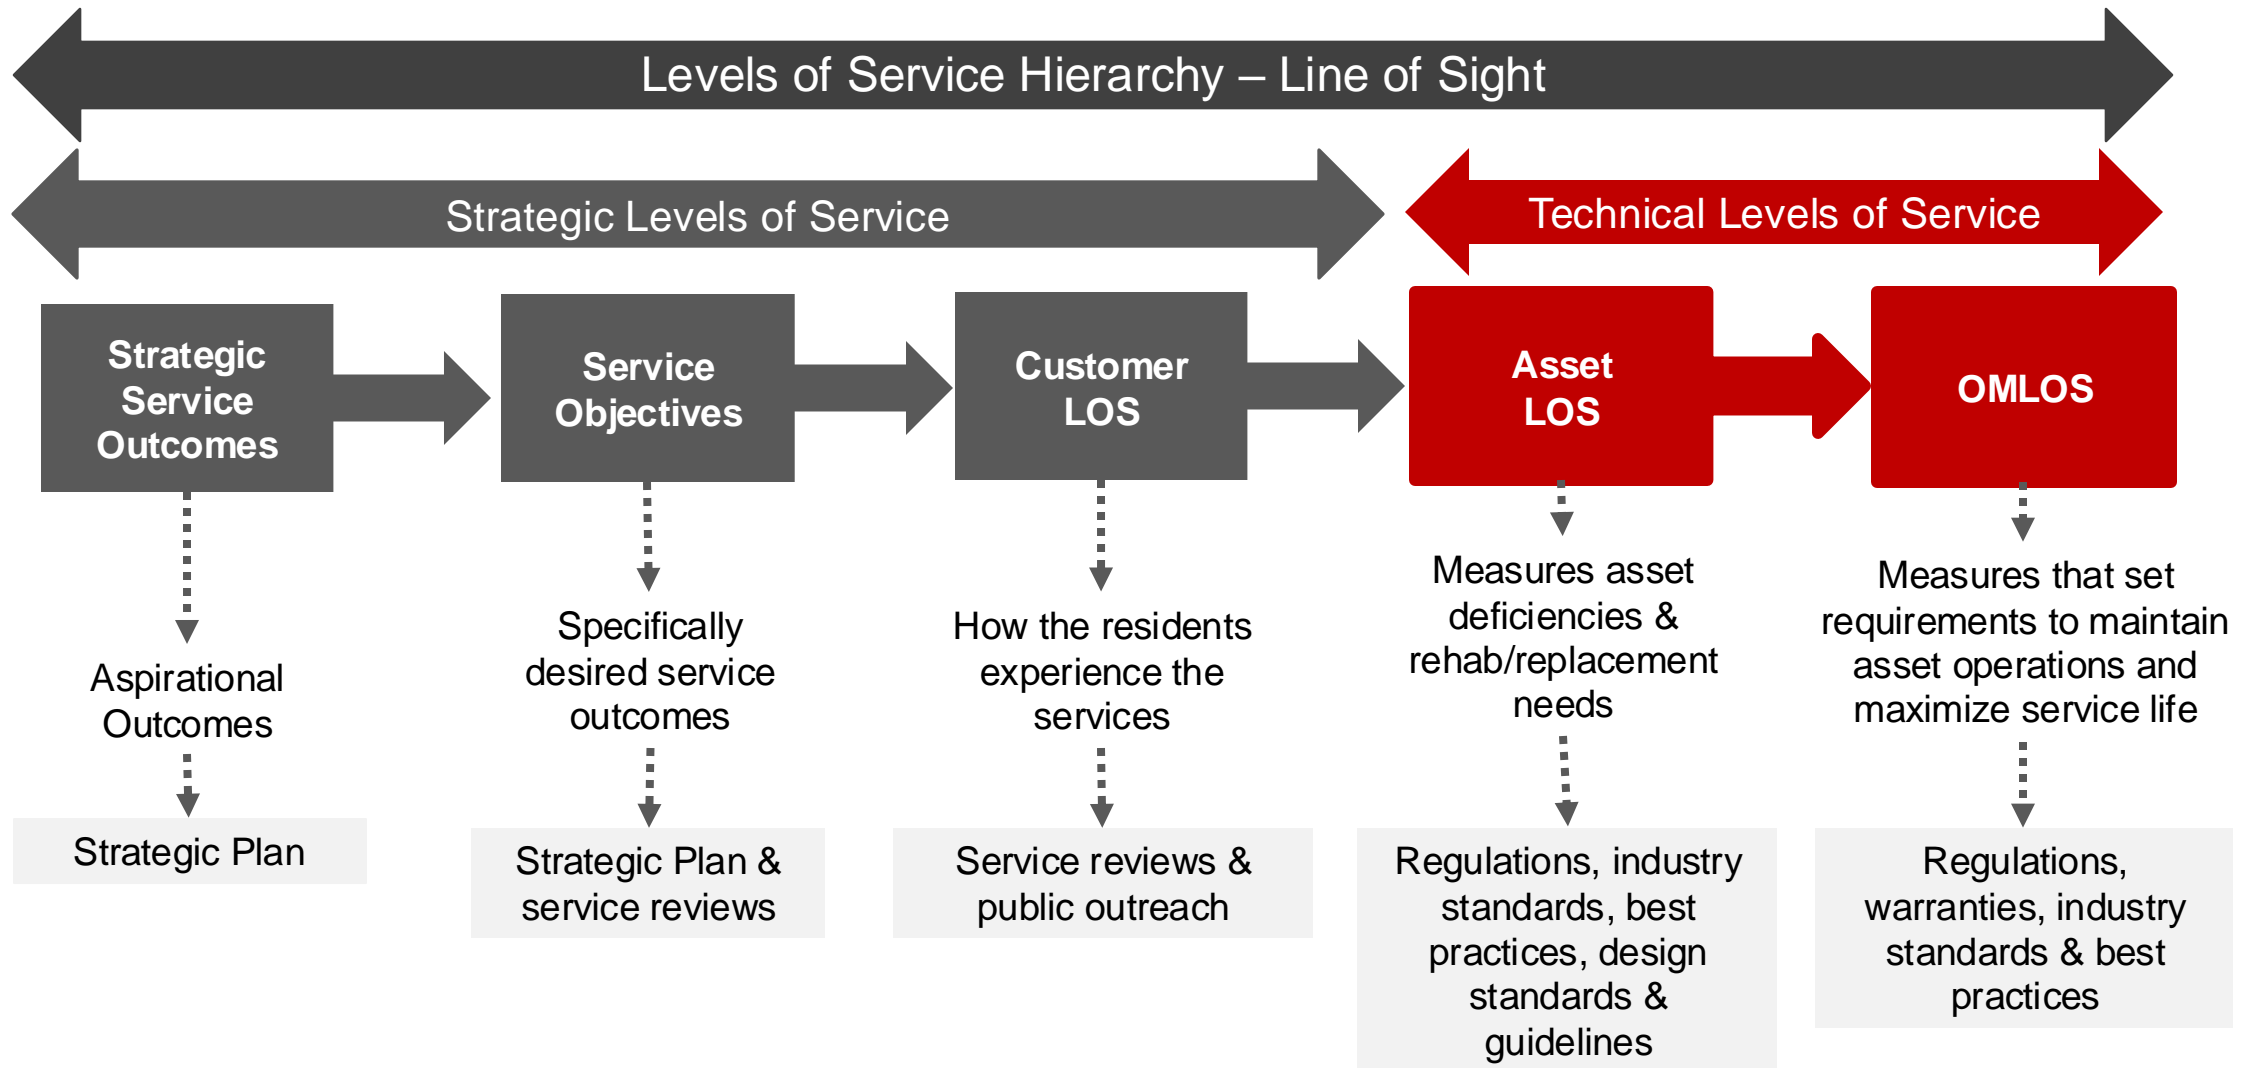 Levels of Service Hierarchy – Line of Sight
Strategic Levels of Service
Technical Levels of Service
Strategic
Service
Outcomes
Service
Objectives
Customer
LOS
Asset
LOS
OMLOS
Aspirational
Outcomes
Specifically
desired service
outcomes
How the residents
experience the
services
Measures asset
deficiencies &
rehab/replacement
needs
Measures that set
requirements to maintain
asset operations and
maximize service life
Strategic Plan
Strategic Plan &
service reviews
Service reviews &
public outreach
Regulations, industry
standards, best
practices, design
standards &
guidelines
Regulations,
warranties, industry
standards & best
practices